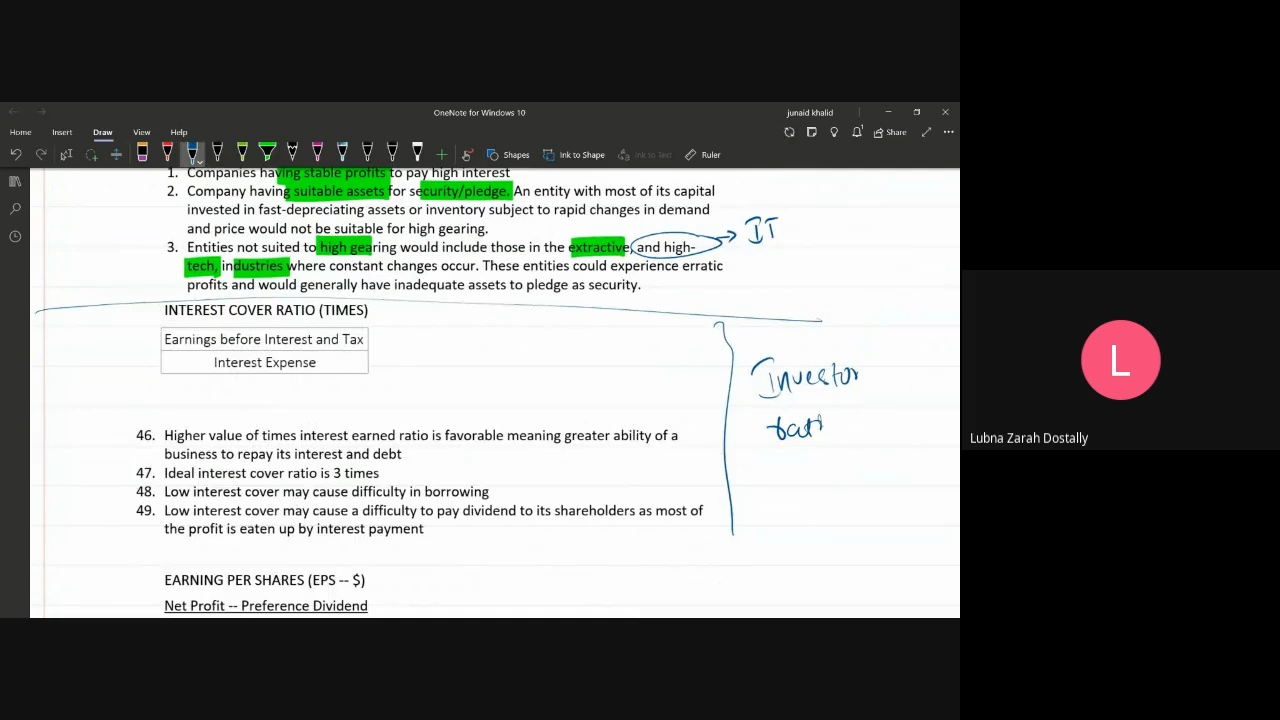 OneNote for Windows 10
junaid khalid
Home Insert Draw View Help
Share
Shapes Ink to Shape Ink to Text Ruler
1. Companies having stable profits to pay high interest
2. Company having suitable assets for security/pledge. An entity with most of its capital
invested in fast-depreciating assets or inventory subject to rapid changes in demand
and price would not be suitable for high gearing.
IT
3. Entities not suited to high gearing would include those in the extractive, and high-
tech, industries where constant changes occur. These entities could experience erratic
profits and would generally have inadequate assets to pledge as security.
INTEREST COVER RATIO (TIMES)
Earnings before Interest and Tax
Interest Expense
Investor
rati
46. Higher value of times interest earned ratio is favorable meaning greater ability of a
business to repay its interest and debt
47. Ideal interest cover ratio is 3 times
48. Low interest cover may cause difficulty in borrowing
49. Low interest cover may cause a difficulty to pay dividend to its shareholders as most of
the profit is eaten up by interest payment
EARNING PER SHARES (EPS -- $)
Net Profit -- Preference Dividend
L
Lubna Zarah Dostally